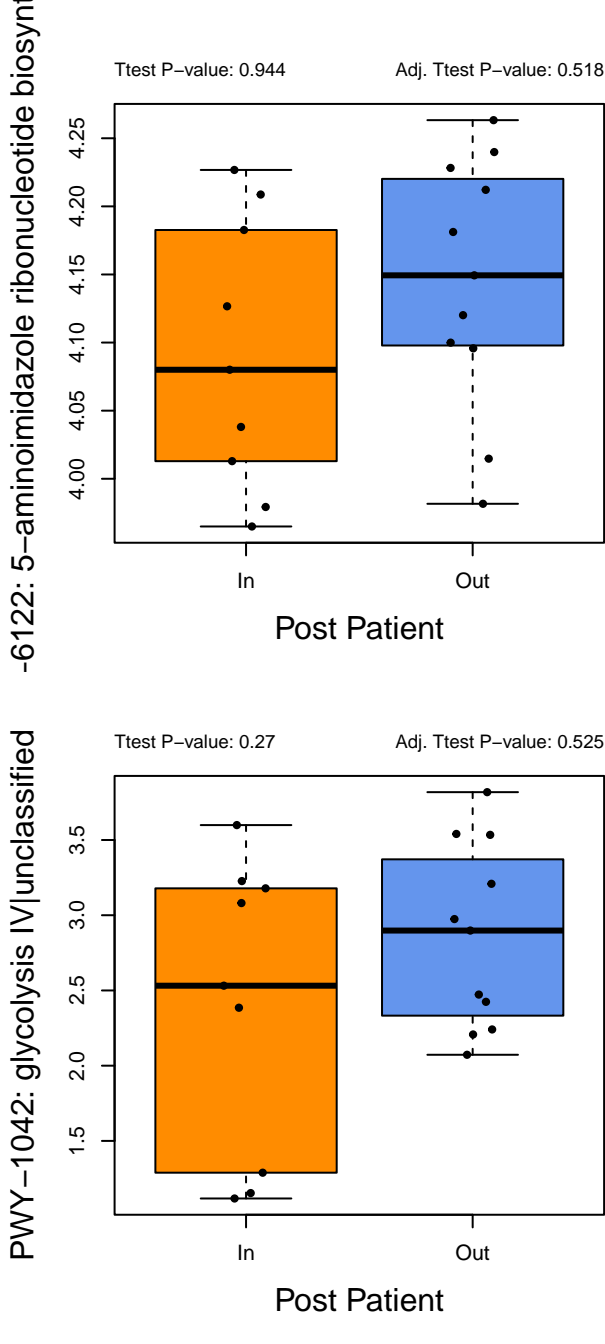 Ttest P−value: 0.944 Adj. Ttest P−value: 0.518
-6122: 5−aminoimidazole ribonucleotide biosynt
4.25
4.20
4.15
4.10
4.05
4.00
In Out
Post Patient
Ttest P−value: 0.27 Adj. Ttest P−value: 0.525
PWY−1042: glycolysis IV|unclassified
3.5
3.0
2.5
2.0
1.5
In Out
Post Patient